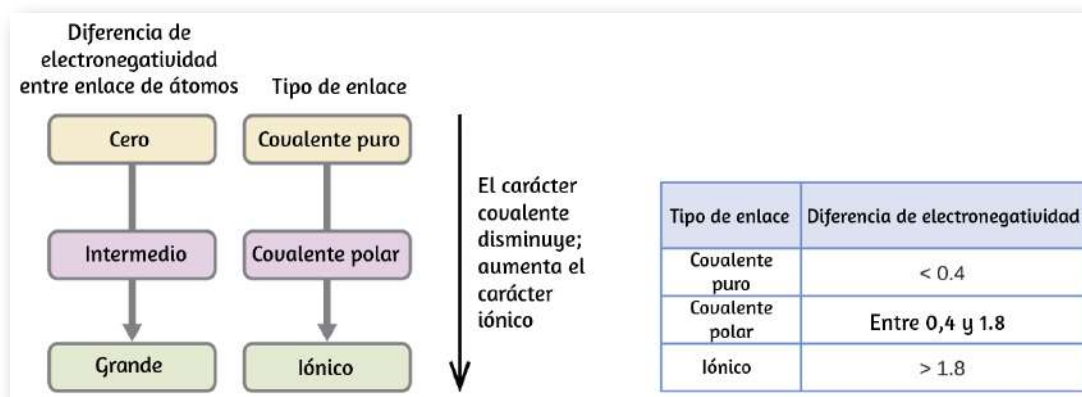 Diferencia de
electronegatividad
entre enlace de átomos
Tipo de enlace
Cero
Covalente puro
Intermedio
Covalente polar
Grande
Iónico
El carácter
covalente
disminuye;
aumenta el
carácter
iónico
Tipo de enlace
Diferencia de electronegatividad
Covalente
puro
< 0.4
Covalente
polar
Entre 0,4 y 1.8
Iónico
> 1.8